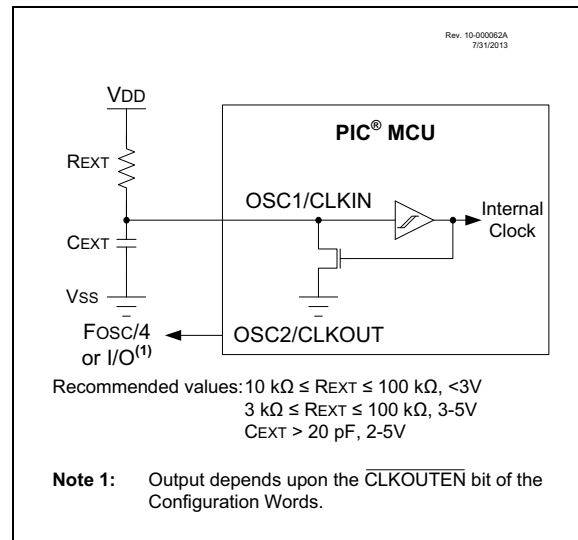 Rev. 10-000062A
7/31/2013
VDD
PIC® MCU
REXT
OSC1/CLKIN
Internal
Clock
CEXT
VSS
FOSC/4
or I/O(1)
OSC2/CLKOUT
Recommended values: 10 kΩ ≤ REXT ≤ 100 kΩ, <3V
3 kΩ ≤ REXT ≤ 100 kΩ, 3-5V
CEXT > 20 pF, 2-5V
Note 1: Output depends upon the CLKOUTEN bit of the
Configuration Words.